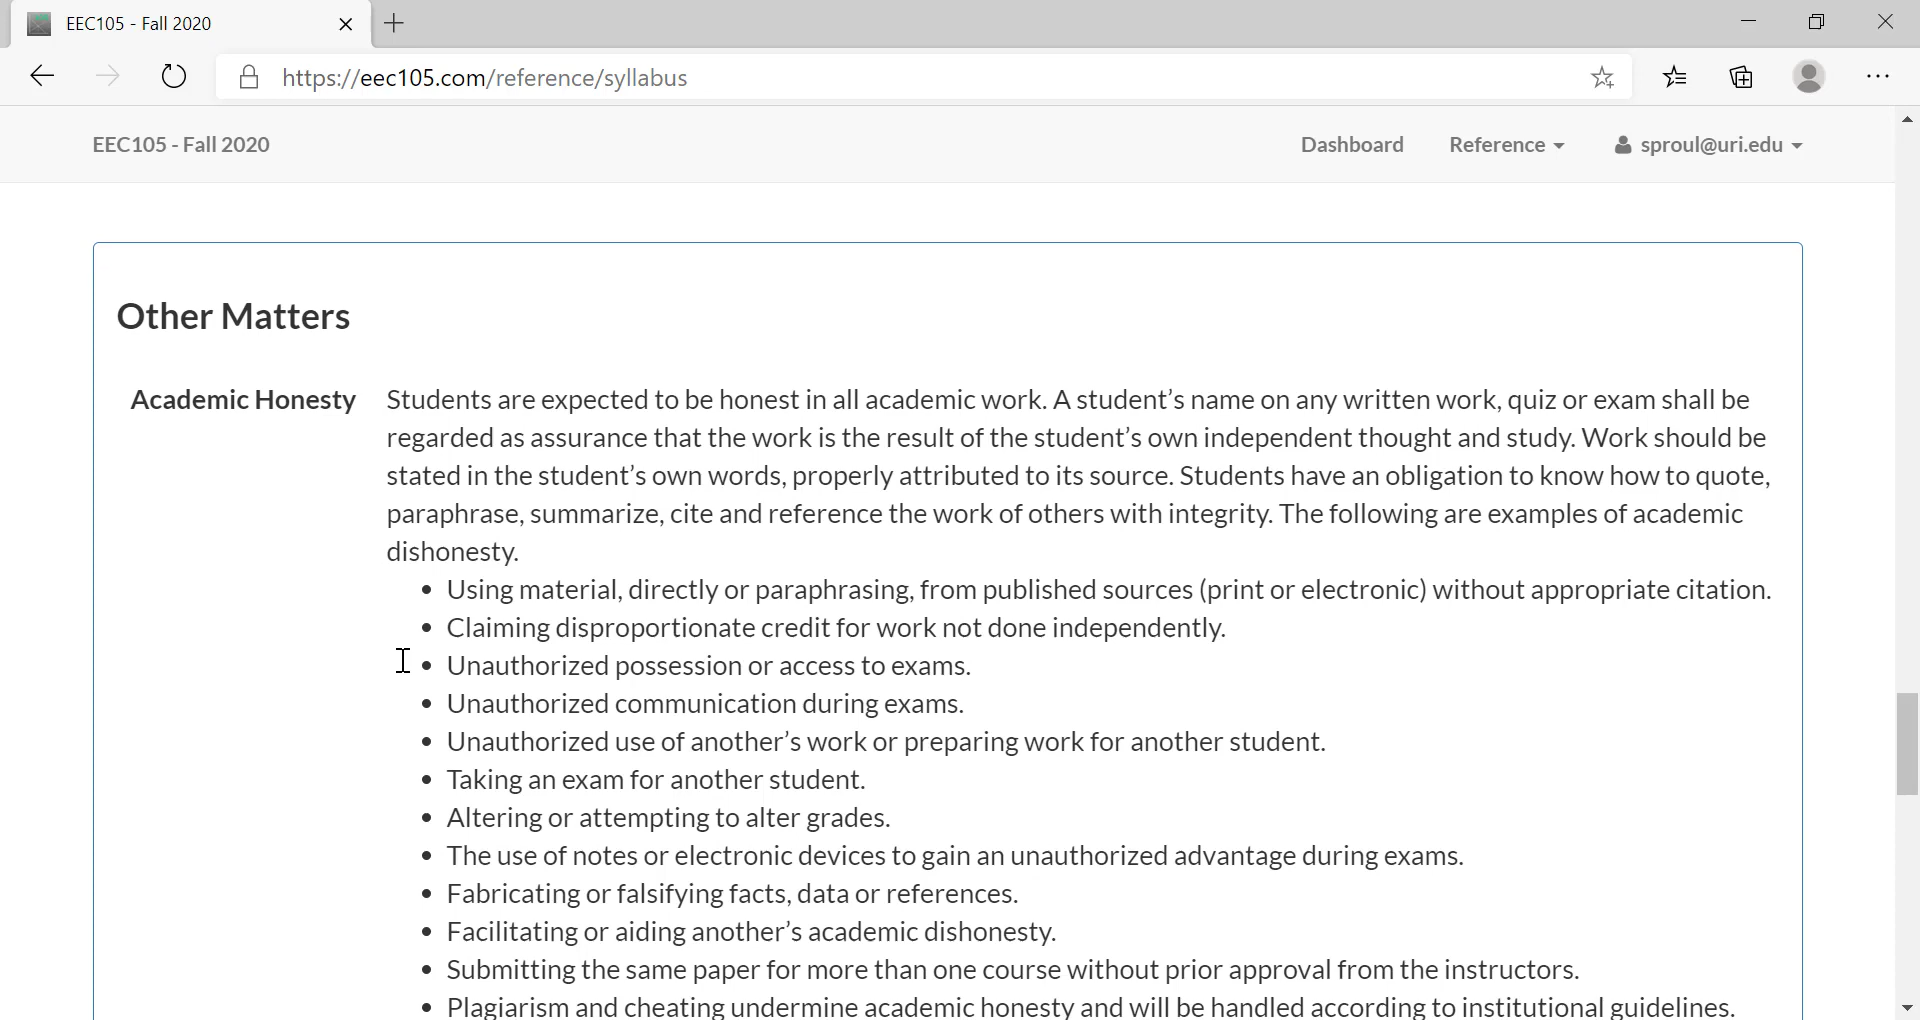 EEC105 - Fall 2020
https://eec105.com/reference/syllabus
EEC105 - Fall 2020
Dashboard
Reference
sproul@uri.edu
Other Matters
Academic Honesty
Students are expected to be honest in all academic work. A student’s name on any written work, quiz or exam shall be
regarded as assurance that the work is the result of the student’s own independent thought and study. Work should be
stated in the student’s own words, properly attributed to its source. Students have an obligation to know how to quote,
paraphrase, summarize, cite and reference the work of others with integrity. The following are examples of academic
dishonesty.
• Using material, directly or paraphrasing, from published sources (print or electronic) without appropriate citation.
• Claiming disproportionate credit for work not done independently.
• Unauthorized possession or access to exams.
• Unauthorized communication during exams.
• Unauthorized use of another’s work or preparing work for another student.
• Taking an exam for another student.
• Altering or attempting to alter grades.
• The use of notes or electronic devices to gain an unauthorized advantage during exams.
• Fabricating or falsifying facts, data or references.
• Facilitating or aiding another’s academic dishonesty.
• Submitting the same paper for more than one course without prior approval from the instructors.
• Plagiarism and cheating undermine academic honesty and will be handled according to institutional guidelines.